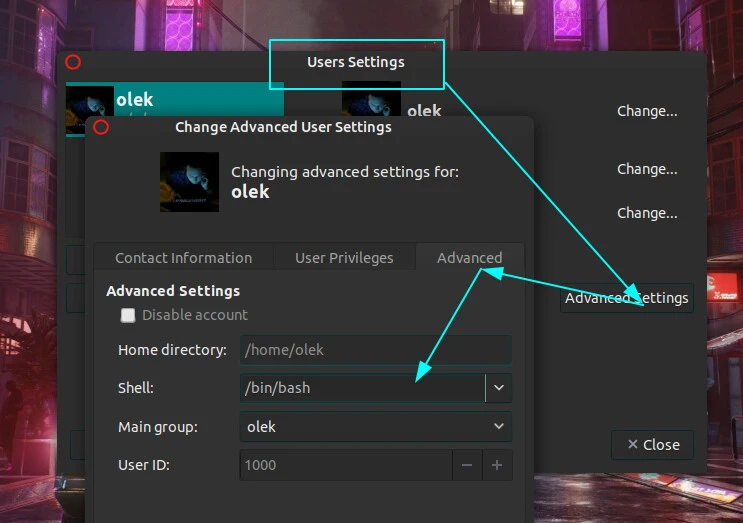 Users Settings
olek
olek
Change...
Change Advanced User Settings
Changing advanced settings for:
olek
Change...
Change...
Contact Information
User Privileges
Advanced
Advanced Settings
Advanced Settings
Disable account
Home directory:
/home/olek
Shell:
/bin/bash
Main group:
olek
User ID:
1000
Close